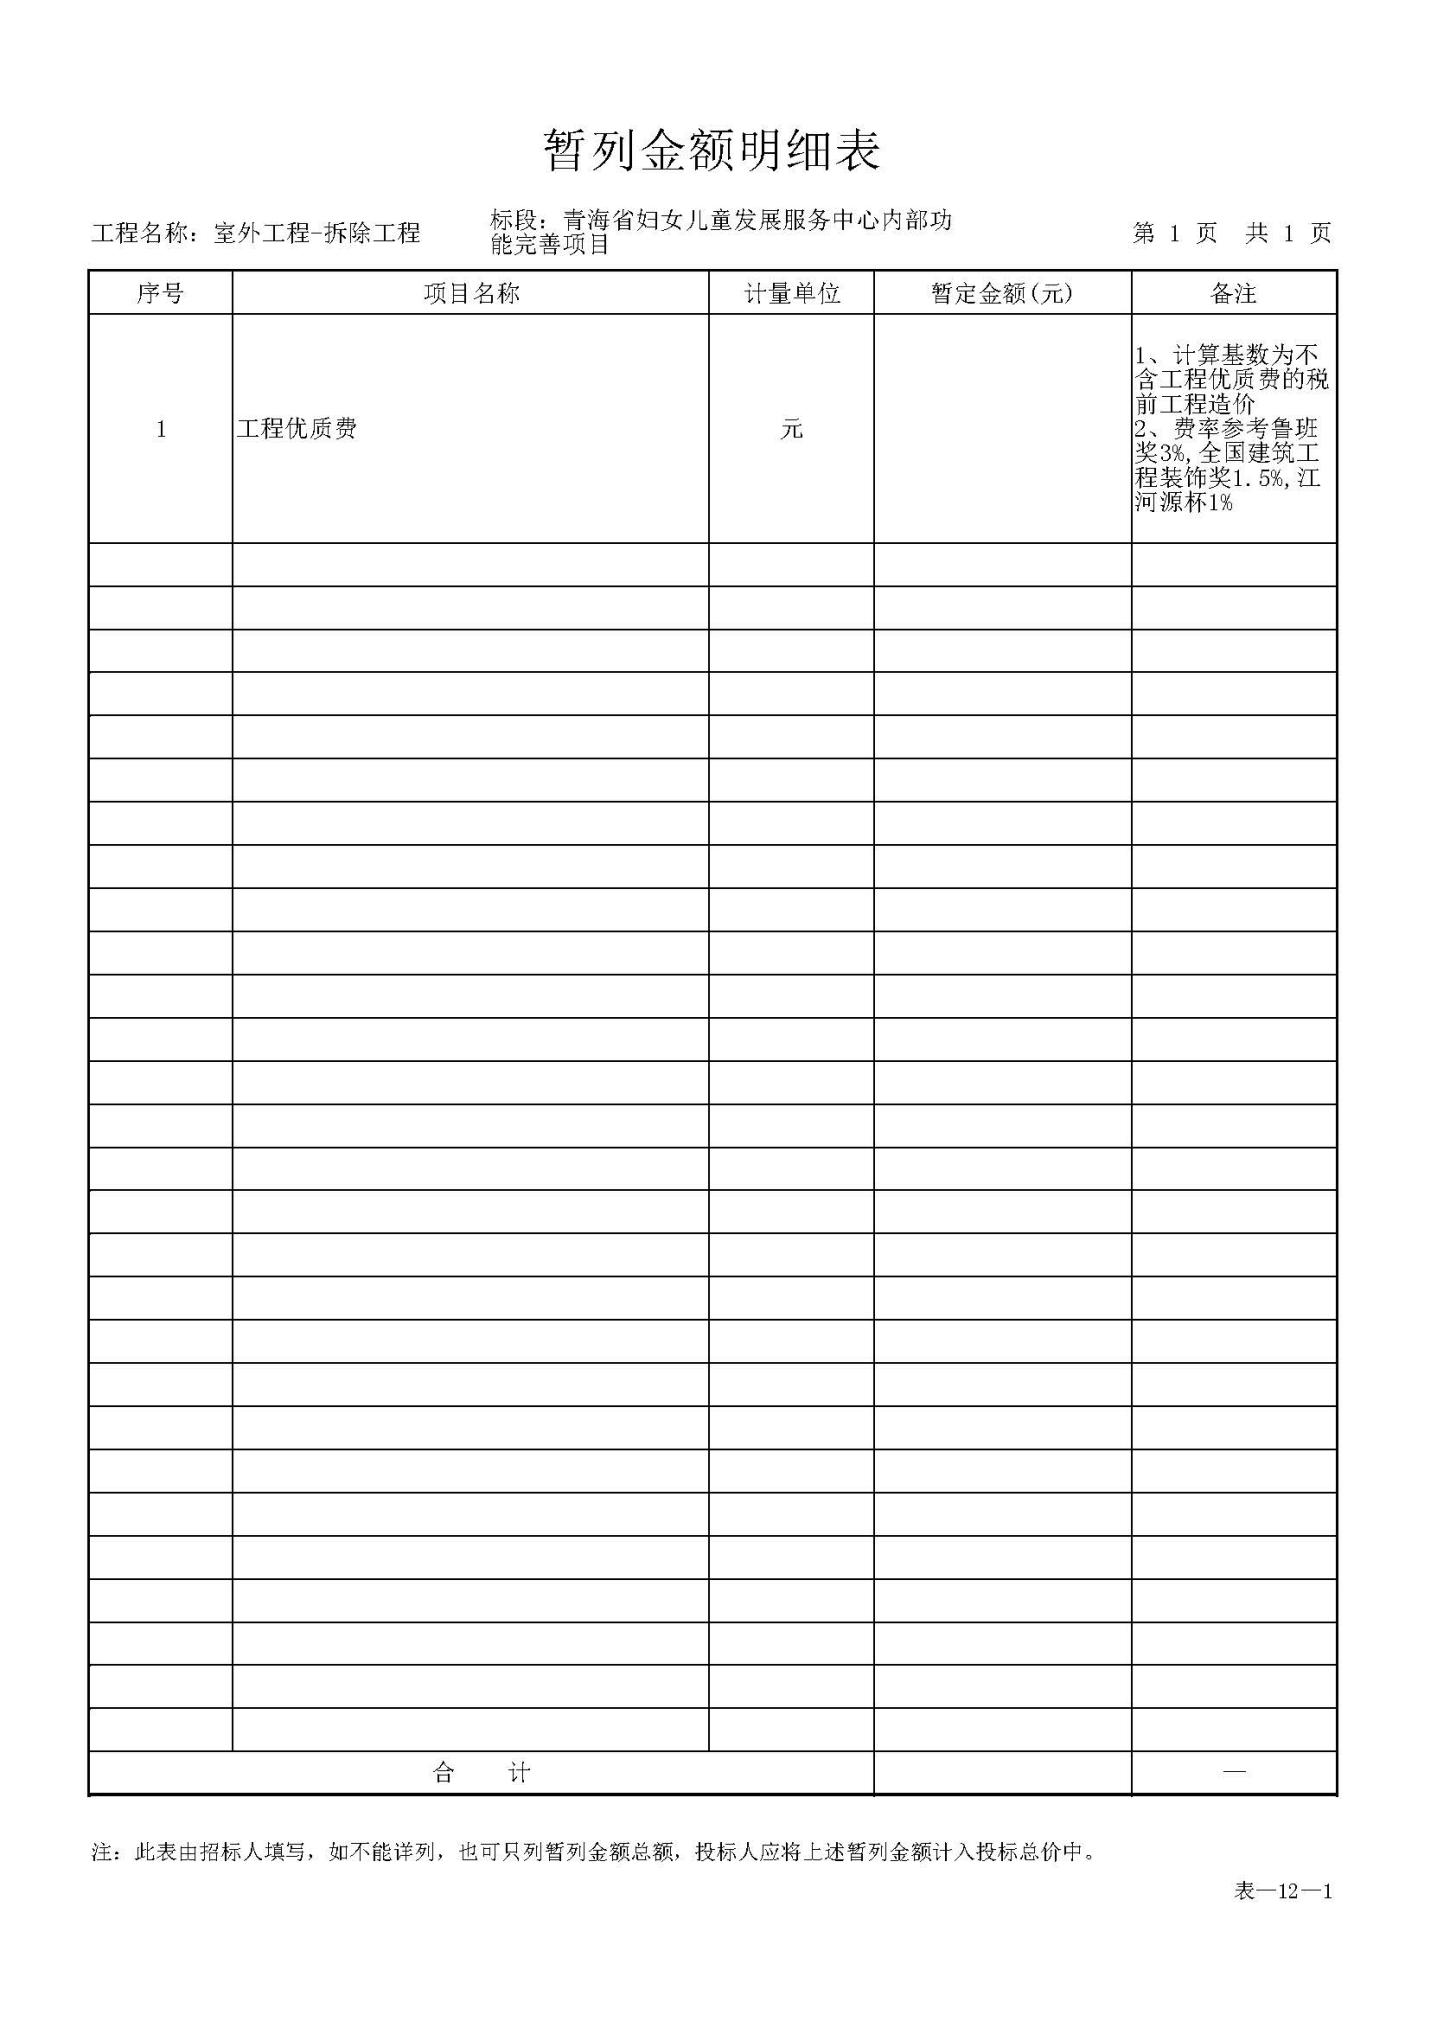 暂列金额明细表
工程名称：室外工程-拆除工程
标段：青海省妇女儿童发展服务中心内部功
能完善项目
第 1 页 共 1 页
序号 项目名称 计量单位 暂定金额(元) 备注
1 工程优质费 元
1、计算基数为不
含工程优质费的税
前工程造价
2、费率参考鲁班
奖3%,全国建筑工
程装饰奖1.5%,江
河源杯1%
合 计 —
注：此表由招标人填写，如不能详列，也可只列暂列金额总额，投标人应将上述暂列金额计入投标总价中。
表—12—1